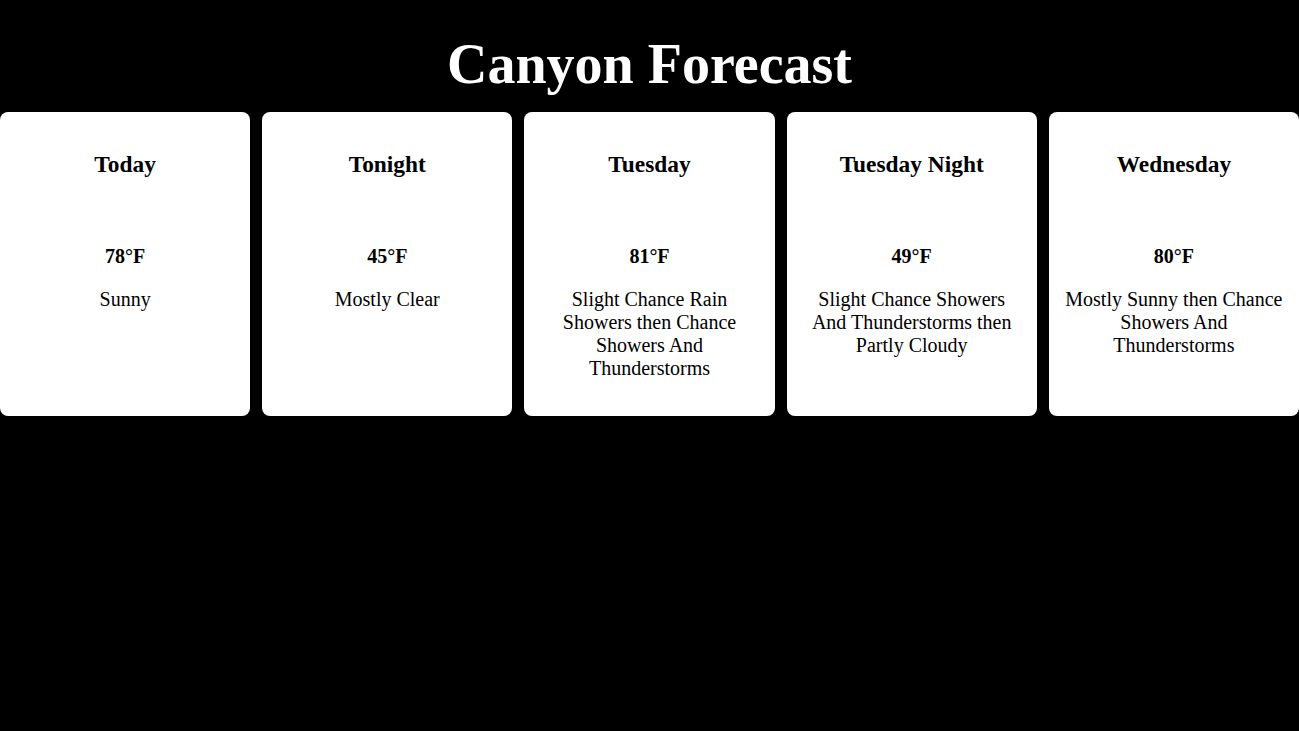 Canyon Forecast
Today
78°F
Sunny
Tonight
45°F
Mostly Clear
Tuesday
81°F
Slight Chance Rain
Showers then Chance
Showers And
Thunderstorms
Tuesday Night
49°F
Slight Chance Showers
And Thunderstorms then
Partly Cloudy
Wednesday
80°F
Mostly Sunny then Chance
Showers And
Thunderstorms